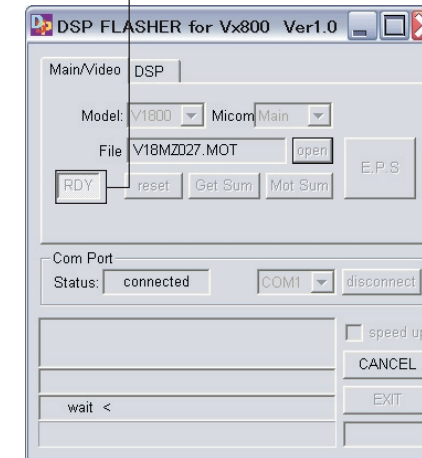 DSP FLASHER for Vx800 Ver1.0
Main/Video DSP
Model: V1800 Micom Main
File V18MZ027.MOT open
E.P.S
RDY reset Get Sum Mot Sum
Com Port
Status: connected COM1 disconnect
speed up
CANCEL
wait <
EXIT